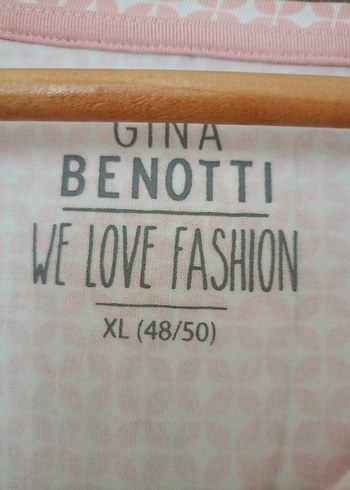 GINA
BENOTTI
WE LOVE FASHION
XL (48/50)